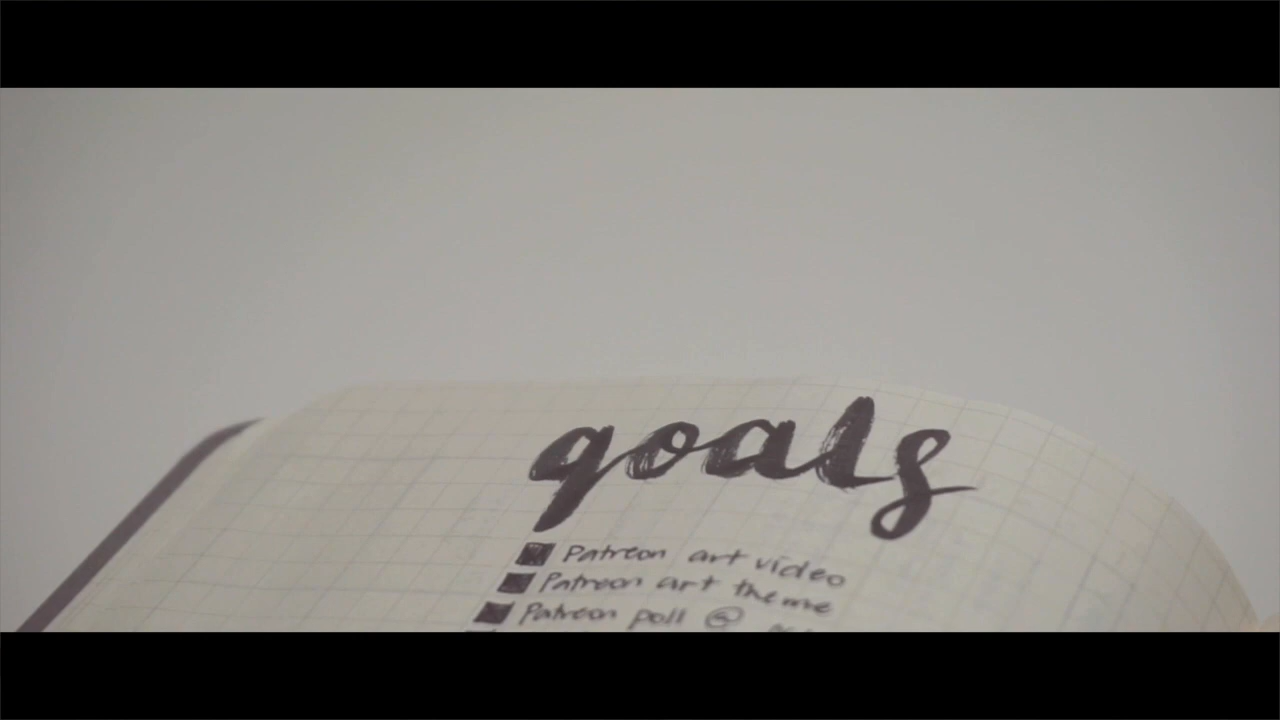 goals
Patreon art video
Patreon art theme
Patreon poll @